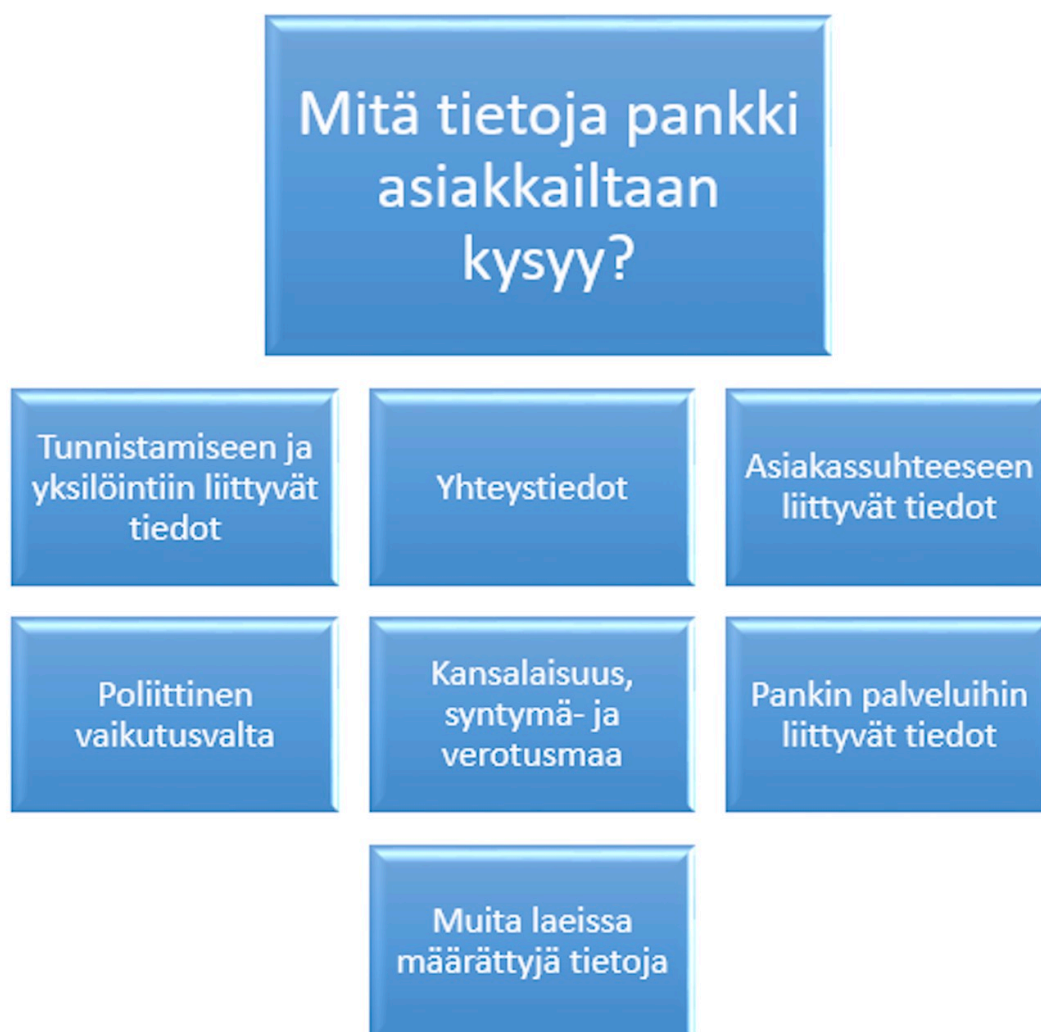 Mitä tietoja pankki
asiakkailtaan
kysyy?
Tunnistamiseen ja
yksilöintiin liittyvät
tiedot
Yhteystiedot
Asiakassuhteeseen
liittyvät tiedot
Poliittinen
vaikutusvalta
Kansalaisuus,
syntymä- ja
verotusmaa
Pankin palveluihin
liittyvät tiedot
Muita laeissa
määrättyjä tietoja